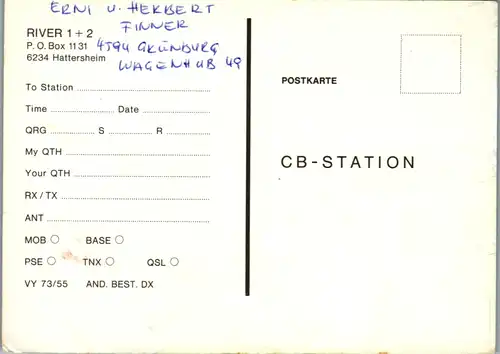 ERNI U. HERBERT
FINNER
RIVER 1 + 2
P. O. Box 11 31 4594 GRÜNBURG
6234 Hattersheim WAGENHUB 49
POSTKARTE
To Station
Time Date
QRG S R
CB-STATION
My QTH
Your QTH
RX / TX
ANT
MOB BASE
PSE TNX QSL
VY 73/55 AND. BEST. DX